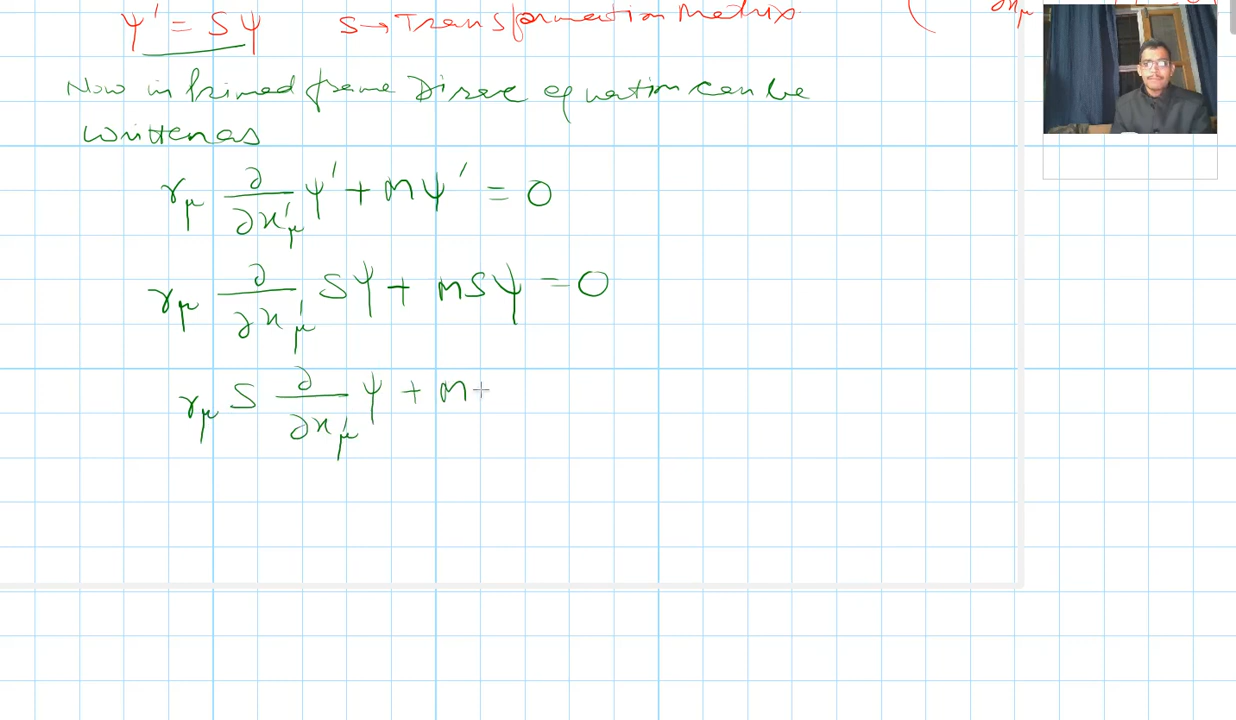 ψ' = Sψ S → Transformation Matrix
Now in primed frame Dirac equation can be
written as
γμ ∂/∂x'μ ψ' + mψ' = 0
γμ ∂/∂x'μ Sψ + mSψ = 0
γμ S ∂/∂x'μ ψ + m